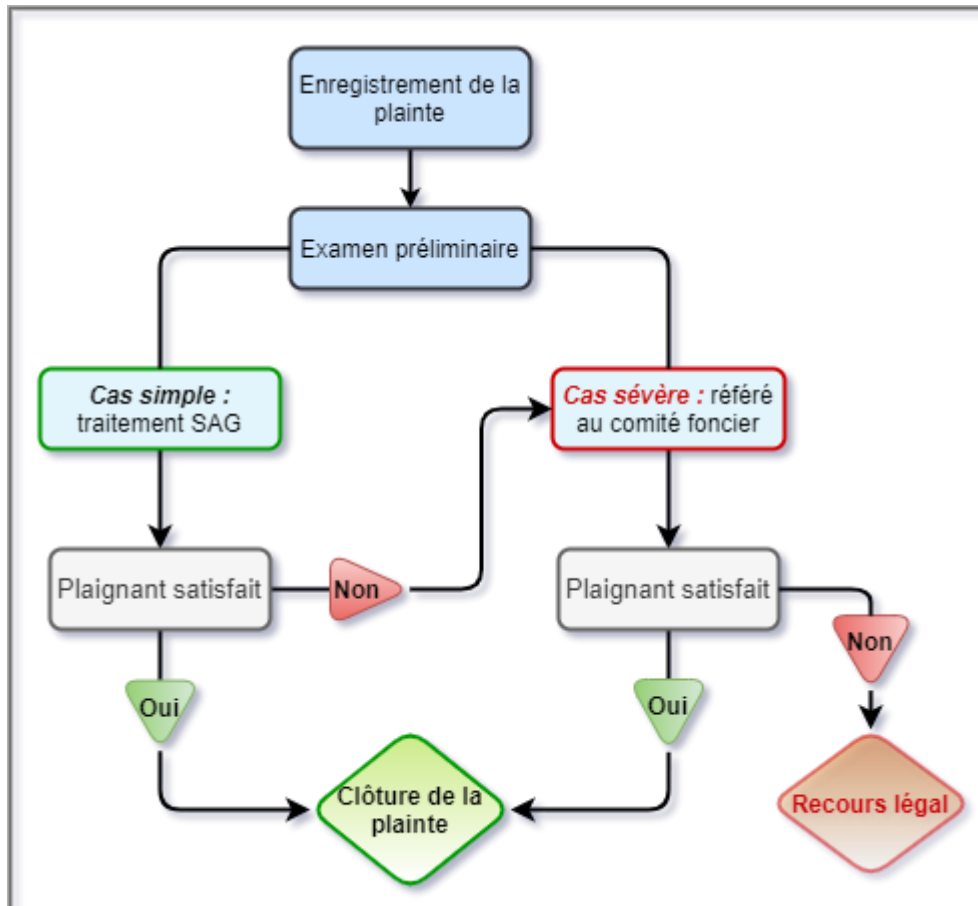 Enregistrement de la
plainte
Examen préliminaire
Cas simple :
traitement SAG
Cas sévère : référé
au comité foncier
Plaignant satisfait
Non
Plaignant satisfait
Non
Oui
Oui
Clôture de la
plainte
Recours légal